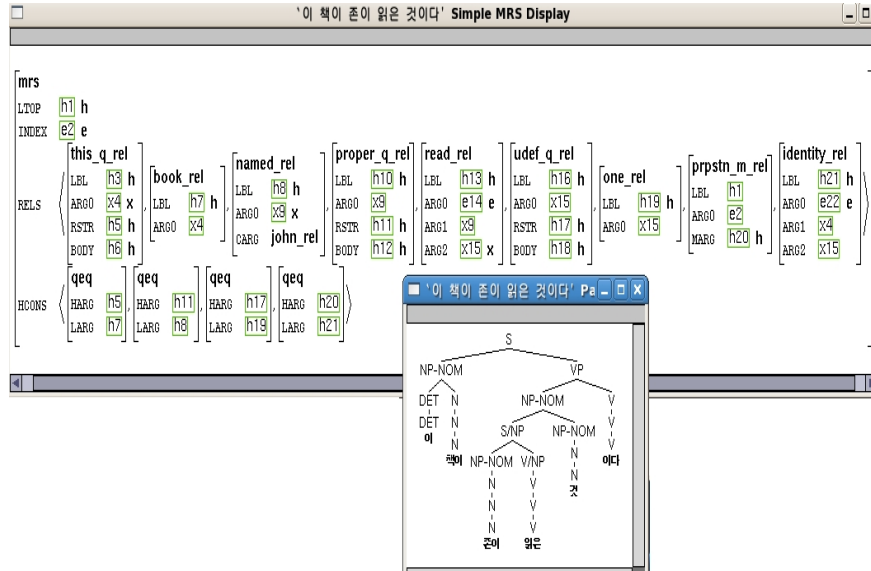 '이 책이 존이 읽은 것이다' Simple MRS Display
mrs
LTOP h1 h
INDEX e2 e
RELS
this_q_rel
LBL h3 h
ARG0 x4 x
RSTR h5 h
BODY h6 h
book_rel
LBL h7 h
ARG0 x4
named_rel
LBL h8 h
ARG0 x9 x
CARG john_rel
proper_q_rel
LBL h10 h
ARG0 x9
RSTR h11 h
BODY h12 h
read_rel
LBL h13 h
ARG0 e14 e
ARG1 x9
ARG2 x15 x
udef_q_rel
LBL h16 h
ARG0 x15
RSTR h17 h
BODY h18 h
one_rel
LBL h19 h
ARG0 x15
prpstn_m_rel
LBL h1
ARG0 e2
MARG h20 h
identity_rel
LBL h21 h
ARG0 e22 e
ARG1 x4
ARG2 x15
HCONS
qeq
HARG h5
LARG h7
qeq
HARG h11
LARG h8
qeq
HARG h17
LARG h19
qeq
HARG h20
LARG h21
'이 책이 존이 읽은 것이다' Pa
S
NP-NOM VP
DET N NP-NOM V
DET N S/NP NP-NOM V
이 N N V
책이 NP-NOM V/NP N 이다
N V 것
N V
N V
N V
존이 읽은